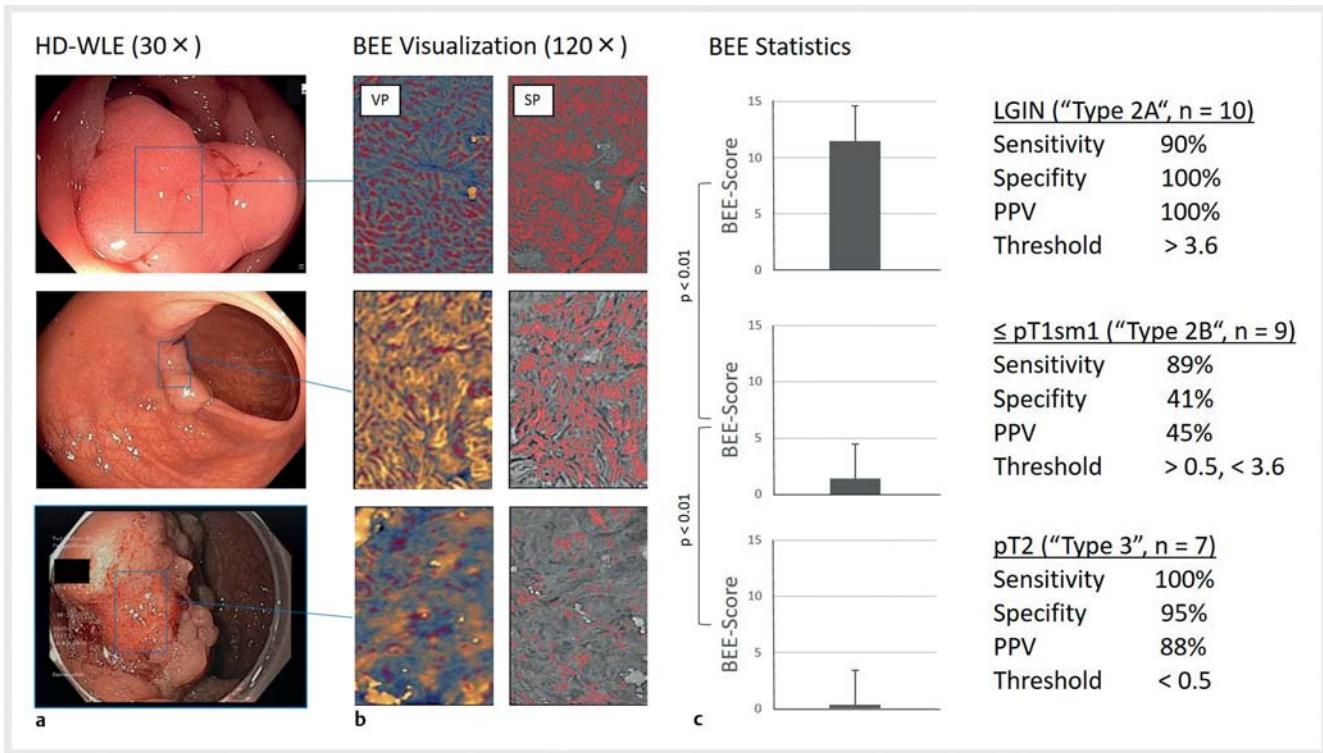 HD-WLE (30 ×)
BEE Visualization (120 ×)
BEE Statistics
VP
SP
15
10
5
0
BEE-Score
LGIN (“Type 2A“, n = 10)
Sensitivity 90%
Specifity 100%
PPV 100%
Threshold > 3.6
p < 0.01
15
10
5
0
BEE-Score
≤ pT1sm1 (“Type 2B“, n = 9)
Sensitivity 89%
Specifity 41%
PPV 45%
Threshold > 0.5, < 3.6
p < 0.01
15
10
5
0
BEE-Score
pT2 (“Type 3”, n = 7)
Sensitivity 100%
Specifity 95%
PPV 88%
Threshold < 0.5
a
b
c